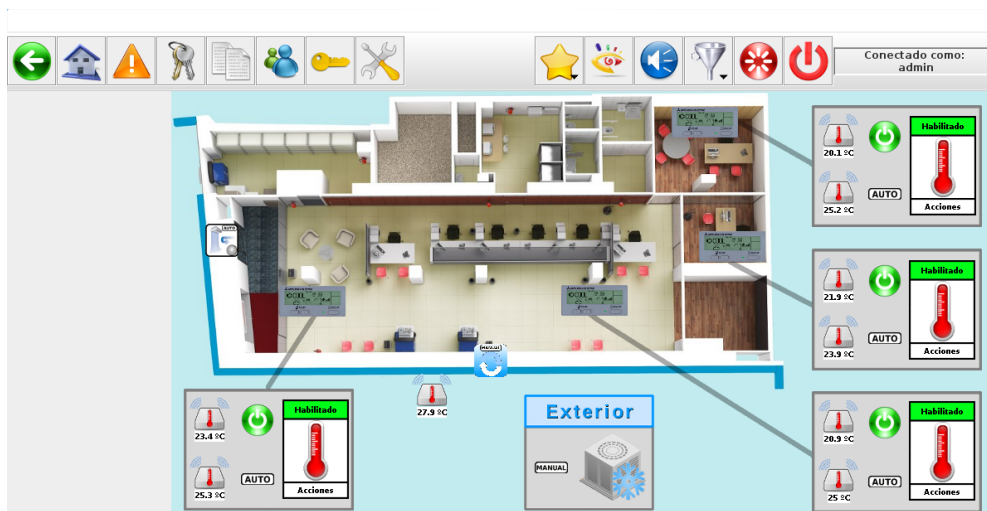 Conectado como:
admin
20.1 ºC
25.2 ºC
AUTO
Habilitado
Acciones
AUTO
21.9 ºC
23.9 ºC
AUTO
Habilitado
Acciones
MANUAL
27.9 ºC
23.4 ºC
25.3 ºC
AUTO
Habilitado
Acciones
Exterior
MANUAL
20.9 ºC
25 ºC
AUTO
Habilitado
Acciones